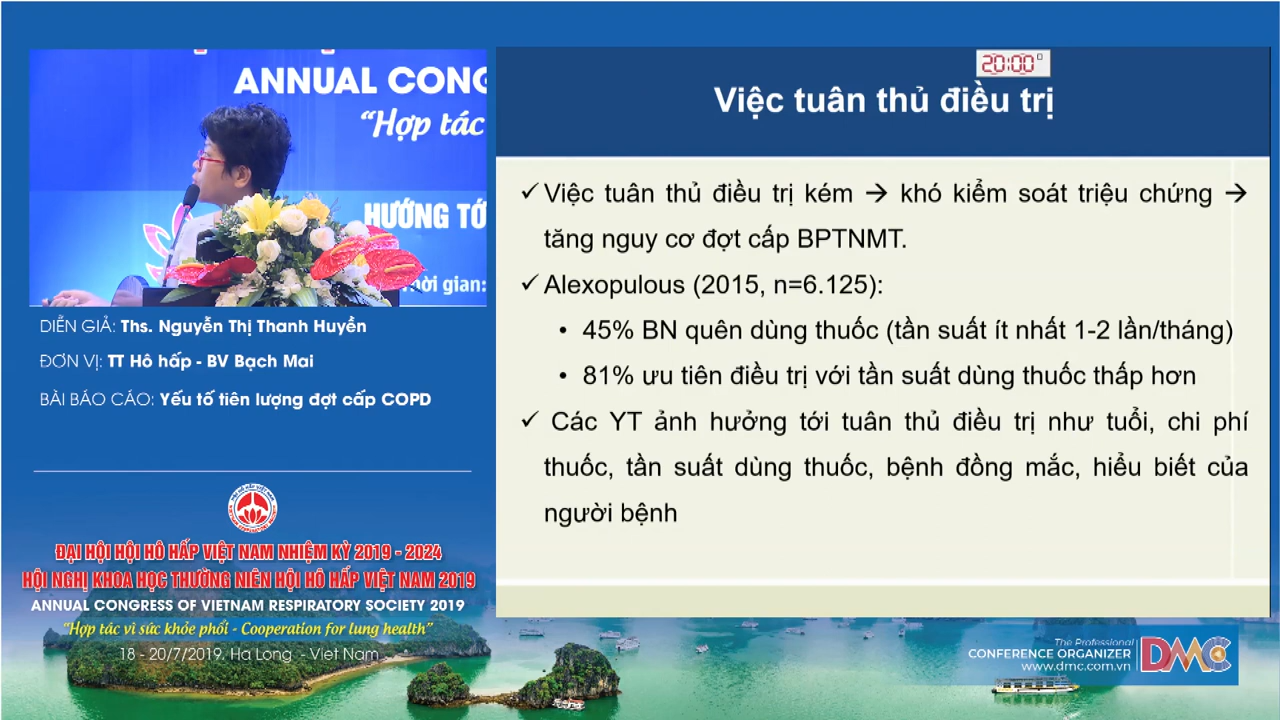 ANNUAL CONG
“Hợp tác
HƯỚNG TỚ
hời gian:
DIỄN GIẢ: Ths. Nguyễn Thị Thanh Huyền
ĐƠN VỊ: TT Hô hấp - BV Bạch Mai
BÀI BÁO CÁO: Yếu tố tiên lượng đợt cấp COPD
ĐẠI HỘI HỘI HÔ HẤP VIỆT NAM NHIỆM KỲ 2019 - 2024
HỘI NGHỊ KHOA HỌC THƯỜNG NIÊN HỘI HÔ HẤP VIỆT NAM 2019
ANNUAL CONGRESS OF VIETNAM RESPIRATORY SOCIETY 2019
“Hợp tác vì sức khỏe phổi - Cooperation for lung health”
18 - 20/7/2019. Ha Long - Viet Nam
20:00
Việc tuân thủ điều trị
✓ Việc tuân thủ điều trị kém → khó kiểm soát triệu chứng →
tăng nguy cơ đợt cấp BPTNMT.
✓ Alexopulous (2015, n=6.125):
• 45% BN quên dùng thuốc (tần suất ít nhất 1-2 lần/tháng)
• 81% ưu tiên điều trị với tần suất dùng thuốc thấp hơn
✓ Các YT ảnh hưởng tới tuân thủ điều trị như tuổi, chi phí
thuốc, tần suất dùng thuốc, bệnh đồng mắc, hiểu biết của
người bệnh
The Professional
CONFERENCE ORGANIZER
www.dmc.com.vn
DMC